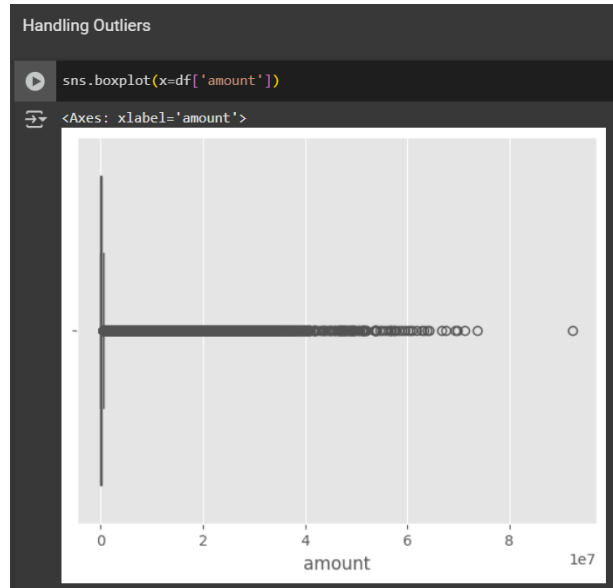 Handling Outliers
sns.boxplot(x=df['amount'])
<Axes: xlabel='amount'>
0 2 4 6 8
1e7
amount